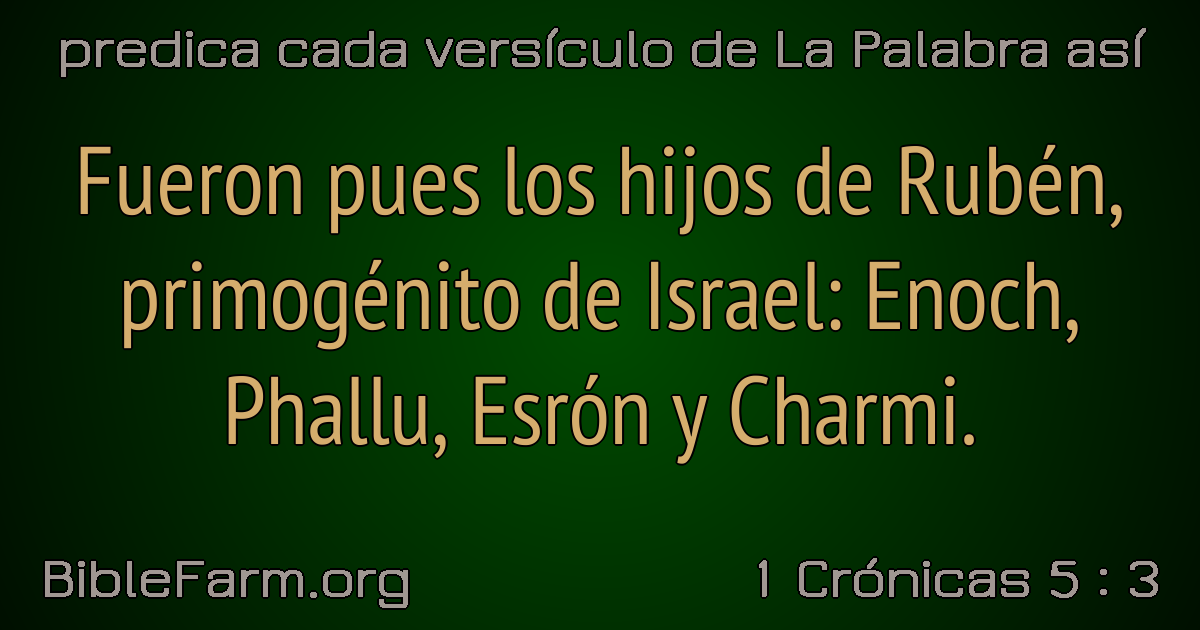 predica cada versículo de La Palabra así
Fueron pues los hijos de Rubén,
primogénito de Israel: Enoch,
Phallu, Esrón y Charmi.
BibleFarm.org
1 Crónicas 5 : 3